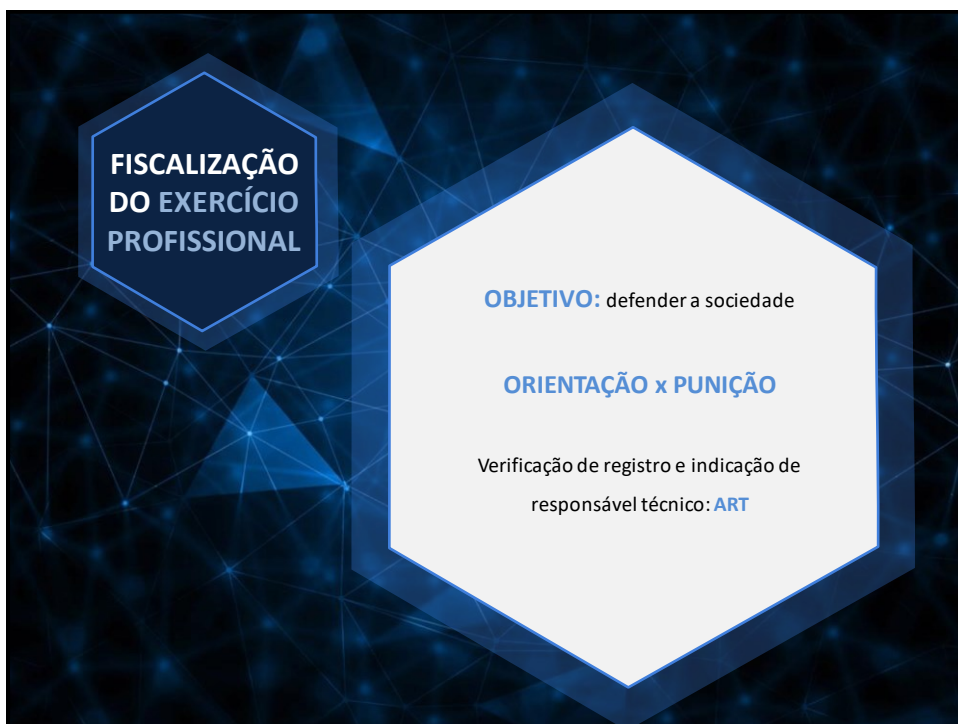 FISCALIZAÇÃO
DO EXERCÍCIO
PROFISSIONAL
OBJETIVO: defender a sociedade
ORIENTAÇÃO x PUNIÇÃO
Verificação de registro e indicação de
responsável técnico: ART